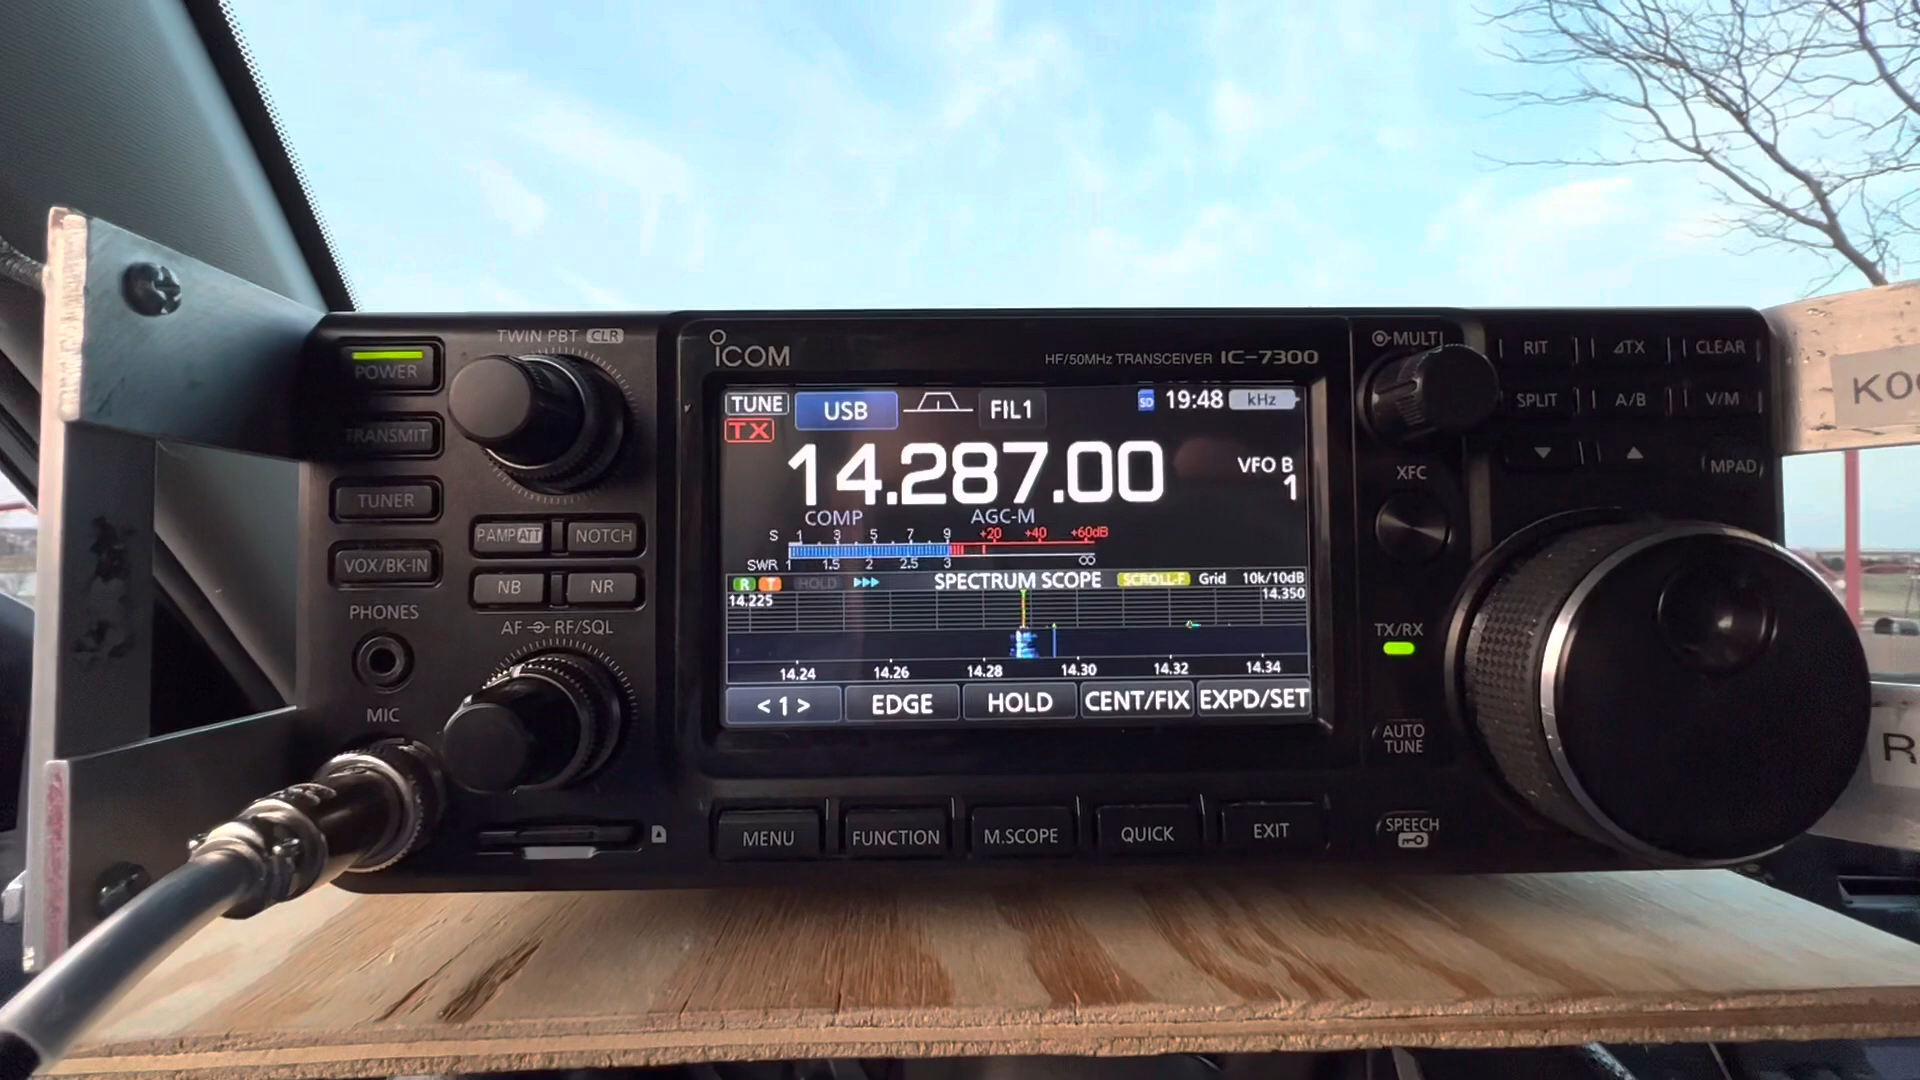 TWIN PBT CLR
POWER
TRANSMIT
TUNER
VOX/BK-IN
PHONES
MIC
P.AMP ATT
NOTCH
NB
NR
AF RF/SQL
ICOM
HF/50MHz TRANSCEIVER IC-7300
TUNE
USB
FIL1
SD
19:48
kHz
TX
14.287.00
VFO B
1
COMP
AGC-M
S 1 3 5 7 9 +20 +40 +60dB
SWR 1 1.5 2 2.5 3 ∞
R T HOLD SPECTRUM SCOPE SCROLL-F Grid 10k/10dB
14.225
14.350
14.24 14.26 14.28 14.30 14.32 14.34
< 1 >
EDGE
HOLD
CENT/FIX
EXPD/SET
MENU
FUNCTION
M.SCOPE
QUICK
EXIT
MULTI
RIT
ΔTX
CLEAR
SPLIT
A/B
V/M
XFC
MPAD
TX/RX
AUTO
TUNE
SPEECH